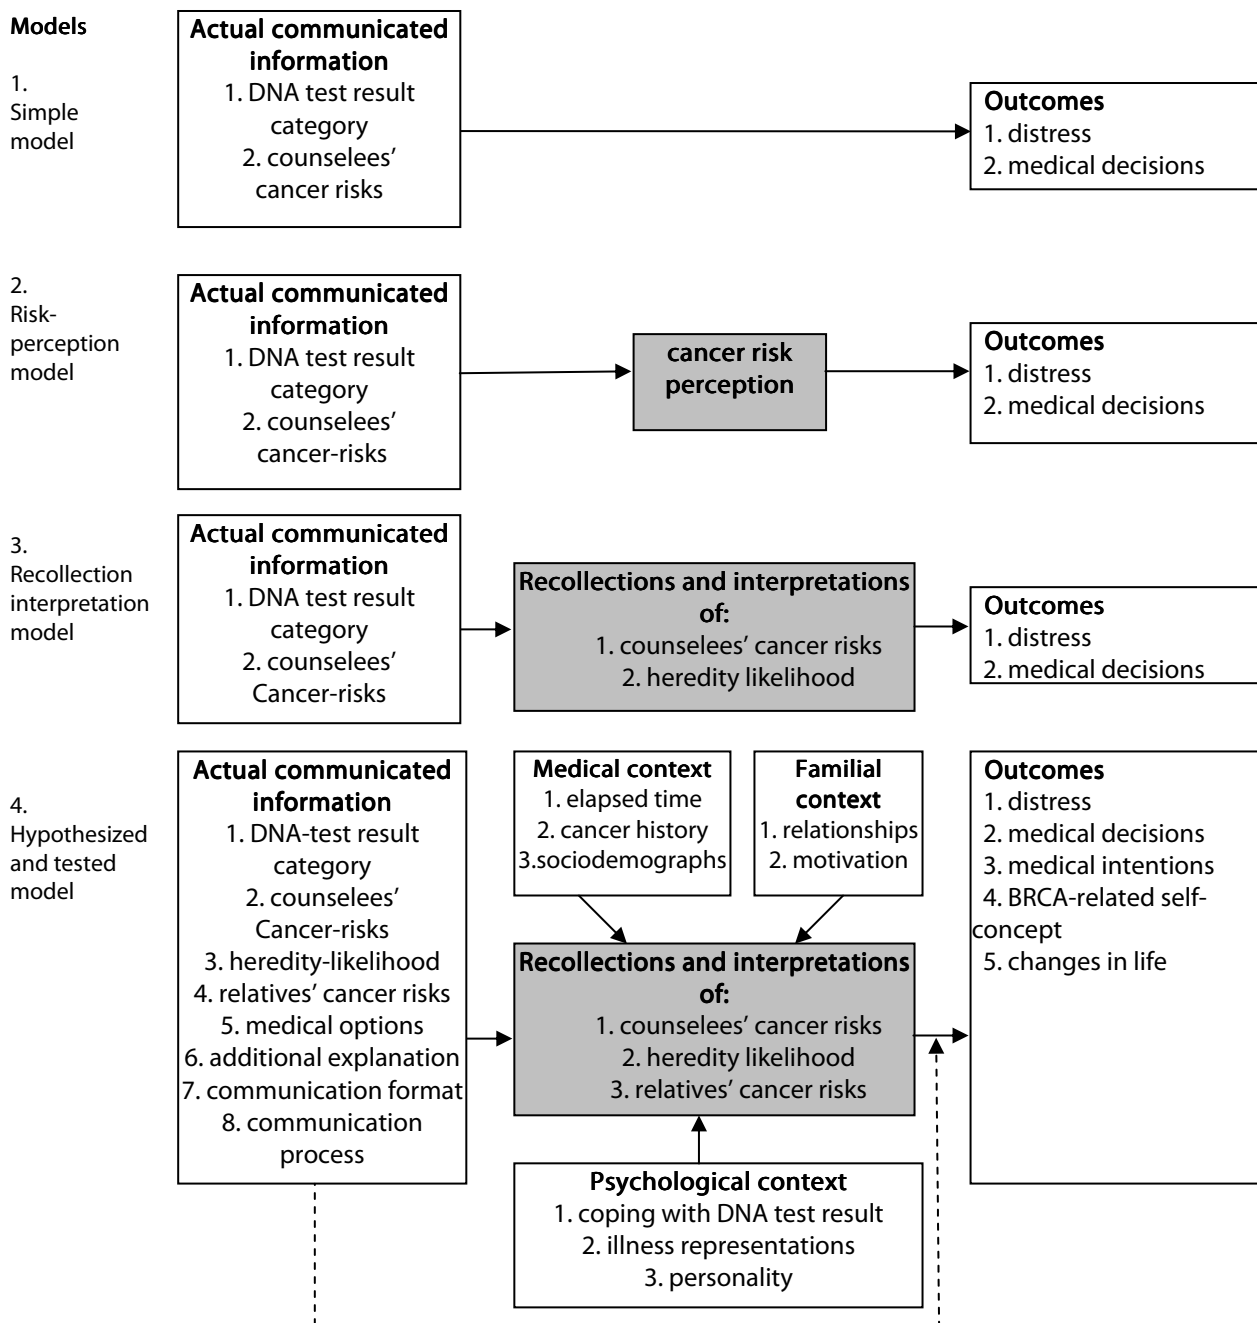 Models
1.
Simple
model
Actual communicated
information
1. DNA test result
category
2. counselees’
cancer risks
Outcomes
1. distress
2. medical decisions
2.
Risk-
perception
model
Actual communicated
information
1. DNA test result
category
2. counselees’
cancer-risks
cancer risk
perception
Outcomes
1. distress
2. medical decisions
3.
Recollection
interpretation
model
Actual communicated
information
1. DNA test result
category
2. counselees’
Cancer-risks
Recollections and interpretations
of:
1. counselees’ cancer risks
2. heredity likelihood
Outcomes
1. distress
2. medical decisions
4.
Hypothesized
and tested
model
Actual communicated
information
1. DNA-test result
category
2. counselees’
Cancer-risks
3. heredity-likelihood
4. relatives’ cancer risks
5. medical options
6. additional explanation
7. communication format
8. communication
process
Medical context
1. elapsed time
2. cancer history
3.sociodemographs
Familial
context
1. relationships
2. motivation
Recollections and interpretations
of:
1. counselees’ cancer risks
2. heredity likelihood
3. relatives’ cancer risks
Psychological context
1. coping with DNA test result
2. illness representations
3. personality
Outcomes
1. distress
2. medical decisions
3. medical intentions
4. BRCA-related self-
concept
5. changes in life